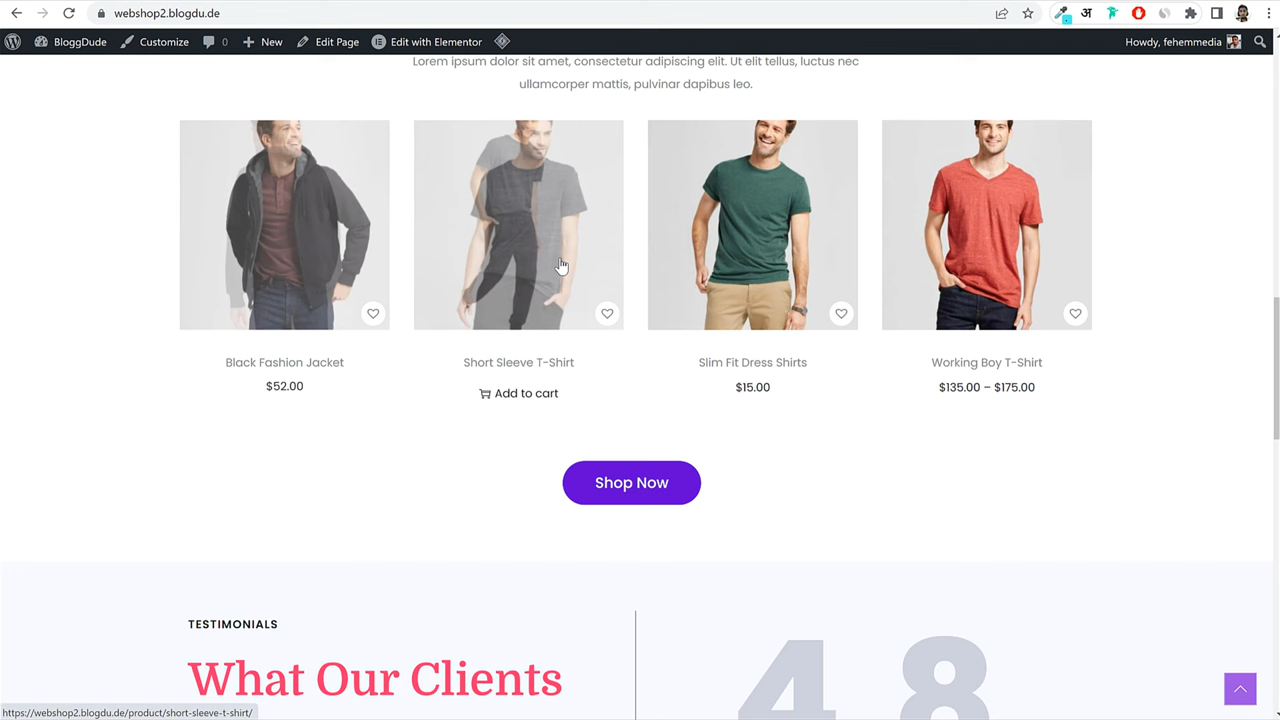 webshop2.blogdu.de
अ
BloggDude
Customize
0
New
Edit Page
Edit with Elementor
Howdy, fehemmedia
Lorem ipsum dolor sit amet, consectetur adipiscing elit. Ut elit tellus, luctus nec
ullamcorper mattis, pulvinar dapibus leo.
Black Fashion Jacket
$52.00
Short Sleeve T-Shirt
Add to cart
Slim Fit Dress Shirts
$15.00
Working Boy T-Shirt
$135.00 – $175.00
Shop Now
TESTIMONIALS
What Our Clients
4 8
https://webshop2.blogdu.de/product/short-sleeve-t-shirt/